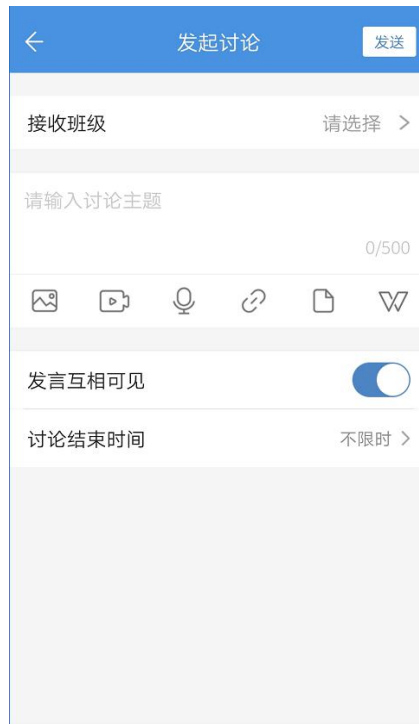 发起讨论
发送
接收班级
请选择
请输入讨论主题
0/500
发言互相可见
讨论结束时间
不限时